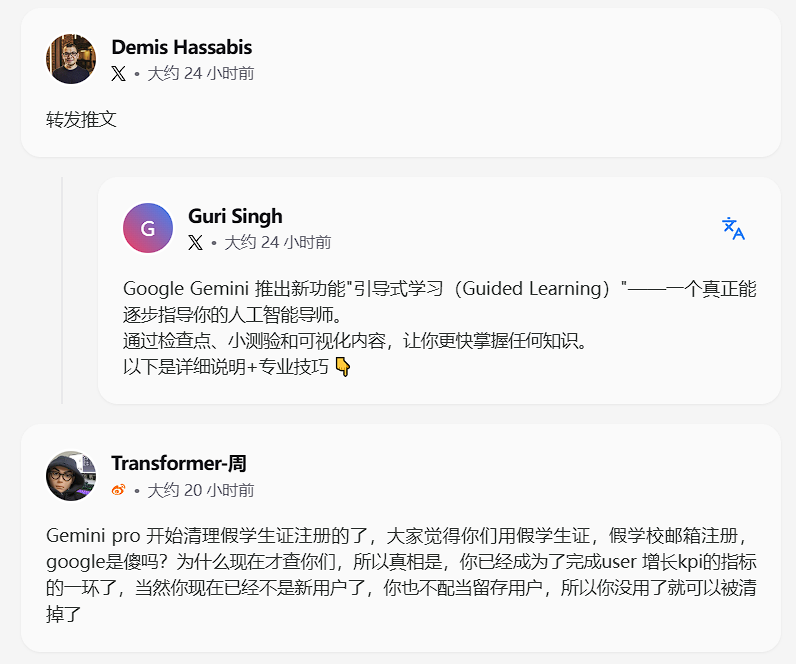 Demis Hassabis
X • 大约 24 小时前
转发推文
G
Guri Singh
X • 大约 24 小时前
Google Gemini 推出新功能"引导式学习（Guided Learning）"——一个真正能
逐步指导你的人工智能导师。
通过检查点、小测验和可视化内容，让你更快掌握任何知识。
以下是详细说明+专业技巧 👇
Transformer-周
• 大约 20 小时前
Gemini pro 开始清理假学生证注册的了，大家觉得你们用假学生证，假学校邮箱注册，
google是傻吗？为什么现在才查你们，所以真相是，你已经成为了完成user 增长kpi的指标
的一环了，当然你现在已经不是新用户了，你也不配当留存用户，所以你没用了就可以被清
掉了